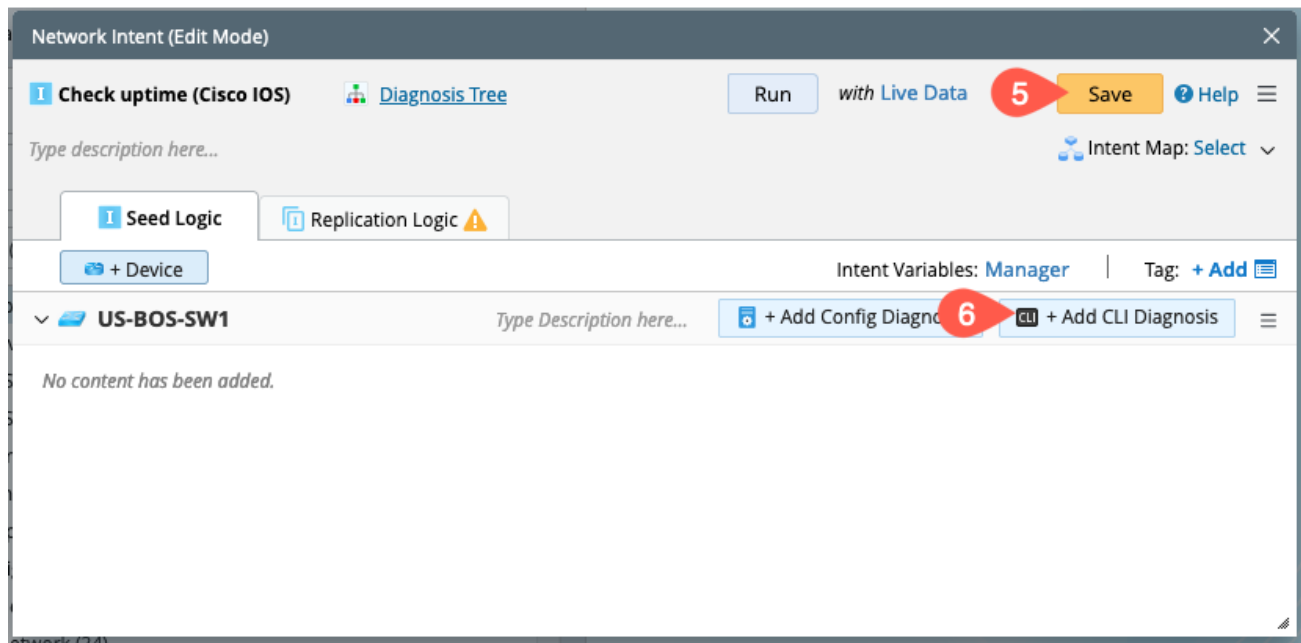 Network Intent (Edit Mode)
Check uptime (Cisco IOS) Diagnosis Tree Run with Live Data 5 Save Help
Type description here... Intent Map: Select
Seed Logic Replication Logic
+ Device Intent Variables: Manager Tag: + Add
US-BOS-SW1 Type Description here... + Add Config 6 CLI + Add CLI Diagnosis
No content has been added.